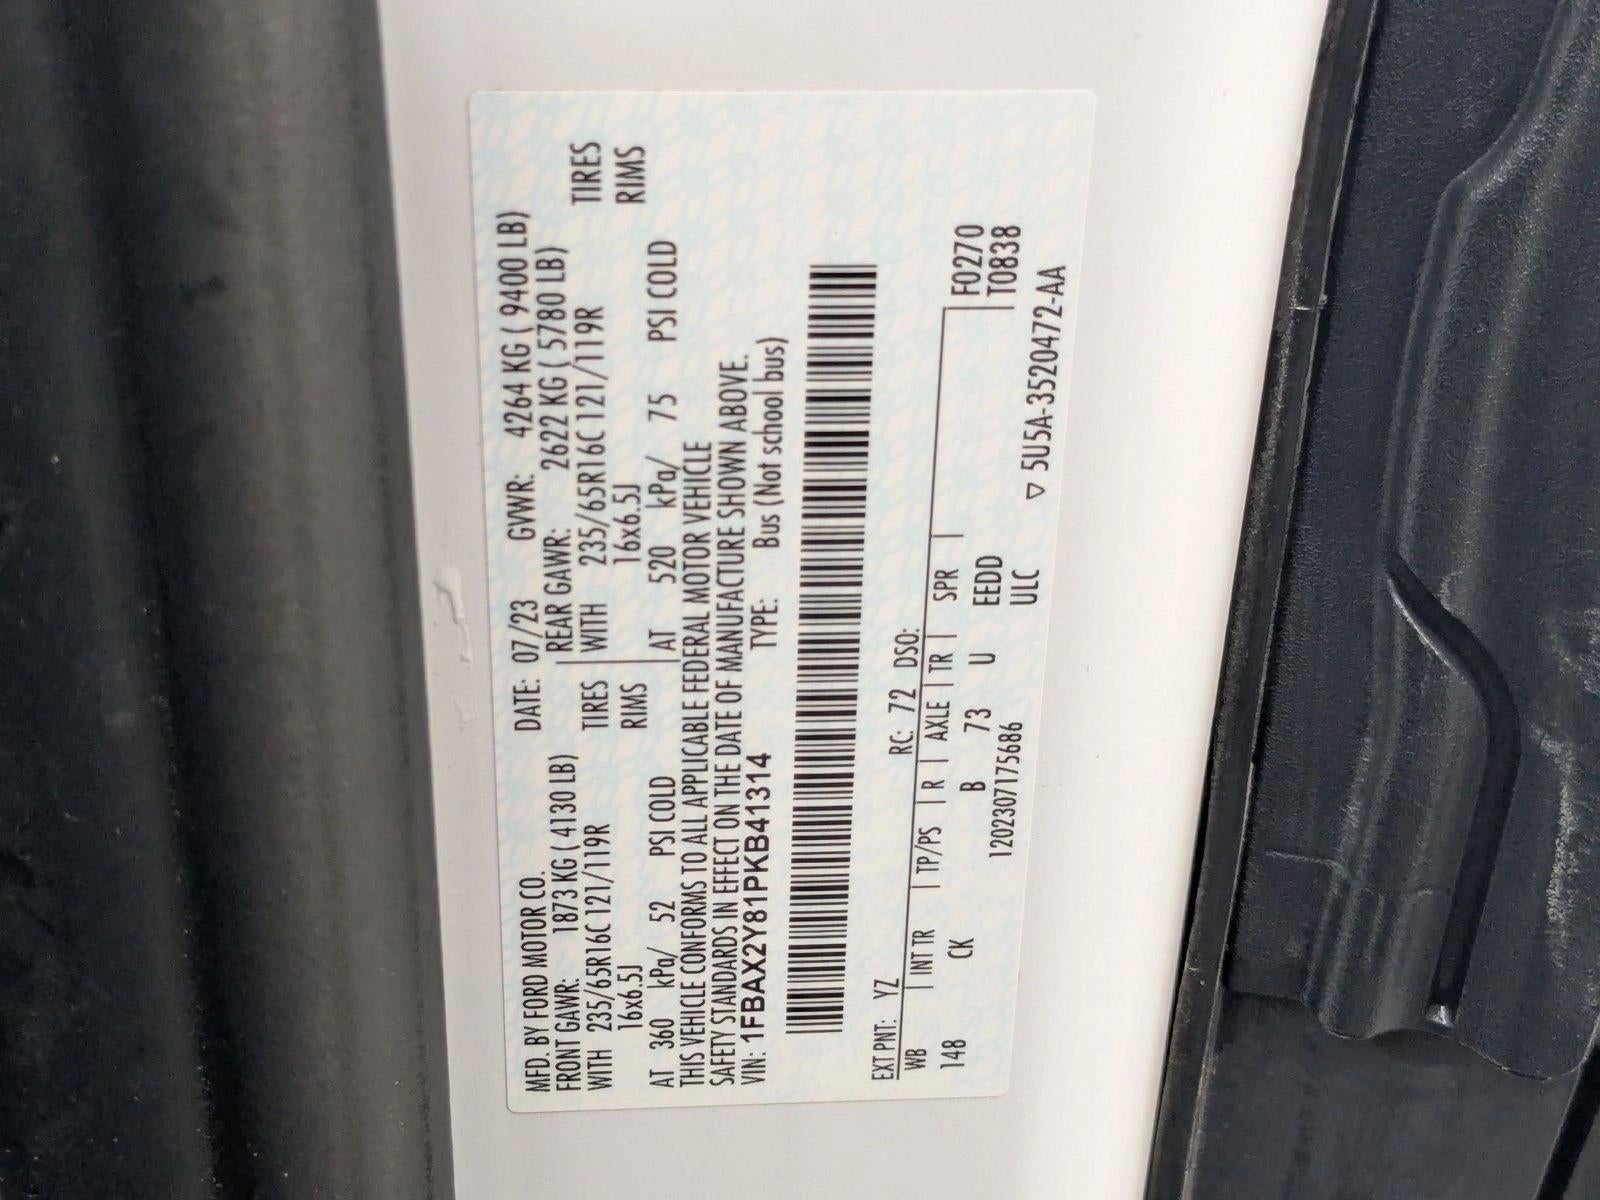 MFD. BY FORD MOTOR CO. DATE: 07/23 GVWR: 4264 KG ( 9400 LB)
FRONT GAWR: 1873 KG ( 4130 LB) REAR GAWR: 2622 KG ( 5780 LB)
WITH 235/65R16C 121/119R TIRES WITH 235/65R16C 121/119R TIRES
16x6.5J RIMS 16x6.5J RIMS
AT 360 kPa/ 52 PSI COLD AT 520 kPa/ 75 PSI COLD
THIS VEHICLE CONFORMS TO ALL APPLICABLE FEDERAL MOTOR VEHICLE
SAFETY STANDARDS IN EFFECT ON THE DATE OF MANUFACTURE SHOWN ABOVE.
VIN: 1FBAX2Y81PKB41314 TYPE: Bus (Not school bus)
EXT PNT: YZ RC: 72 DSO:
WB INT TR TP/PS R AXLE TR SPR F0270
148 CK B 73 U EEDD T0838
1202307175686 ULC ▽ 5U5A-3520472-AA